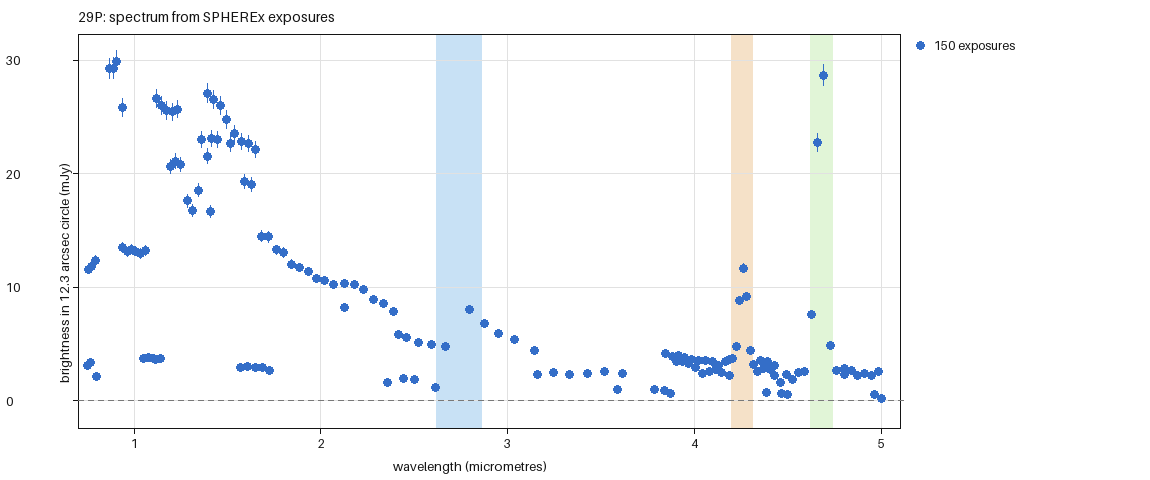 29P: spectrum from SPHEREx exposures
150 exposures
brightness in 12.3 arcsec circle (mJy)
30
20
10
0
1 2 3 4 5
wavelength (micrometres)